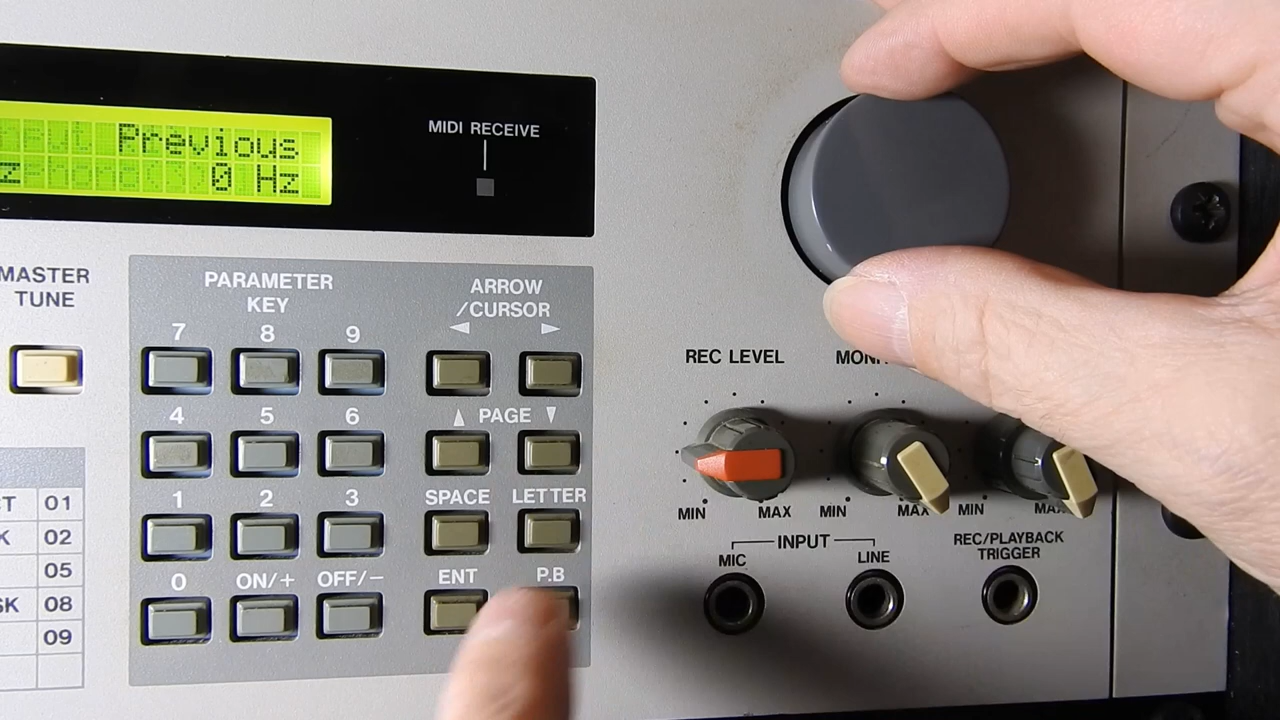 Previous
0 Hz
MIDI RECEIVE
MASTER
TUNE
PARAMETER
KEY
ARROW
/CURSOR
7 8 9
4 5 6
PAGE
1 2 3
SPACE LETTER
0 ON/+ OFF/−
ENT P.B
01
02
05
08
09
REC LEVEL
MIN MAX
MIN MAX
MIN MAX
INPUT
MIC LINE
REC/PLAYBACK
TRIGGER